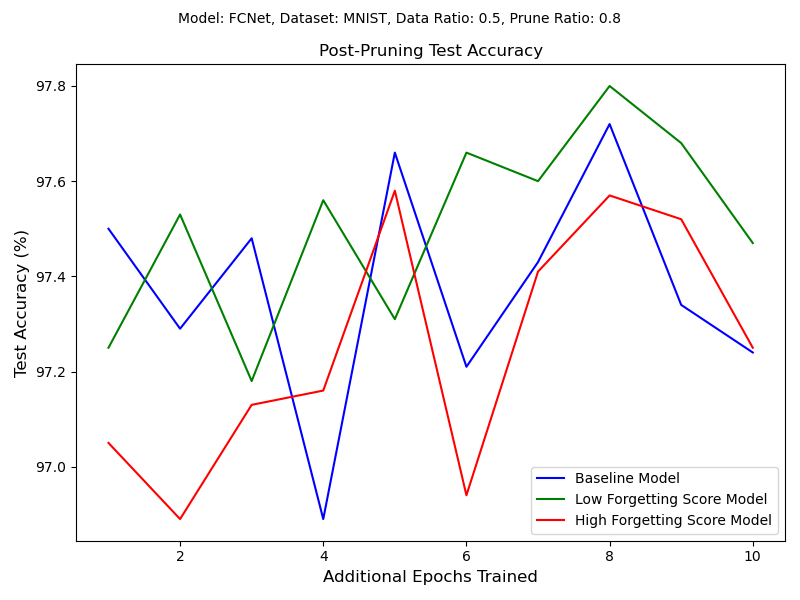 Model: FCNet, Dataset: MNIST, Data Ratio: 0.5, Prune Ratio: 0.8
Post-Pruning Test Accuracy
97.8
97.6
97.4
97.2
97.0
Test Accuracy (%)
Baseline Model
Low Forgetting Score Model
High Forgetting Score Model
2 4 6 8 10
Additional Epochs Trained